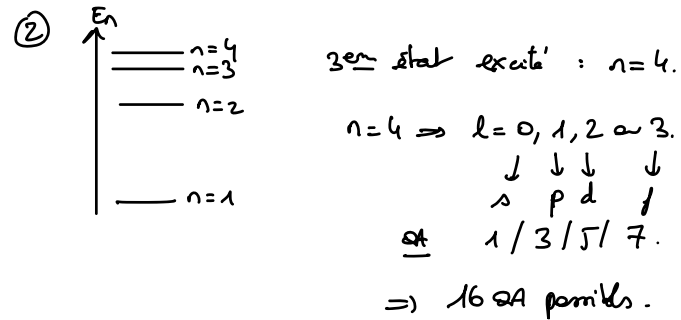 ② En
n=4
n=3
n=2
n=1
3em état excité : n=4.
n=4 ⇒ l=0, 1, 2 ou 3.
↓ ↓ ↓ ↓
s p d f
OA 1 / 3 / 5 / 7.
⇒ 16 OA possibles.